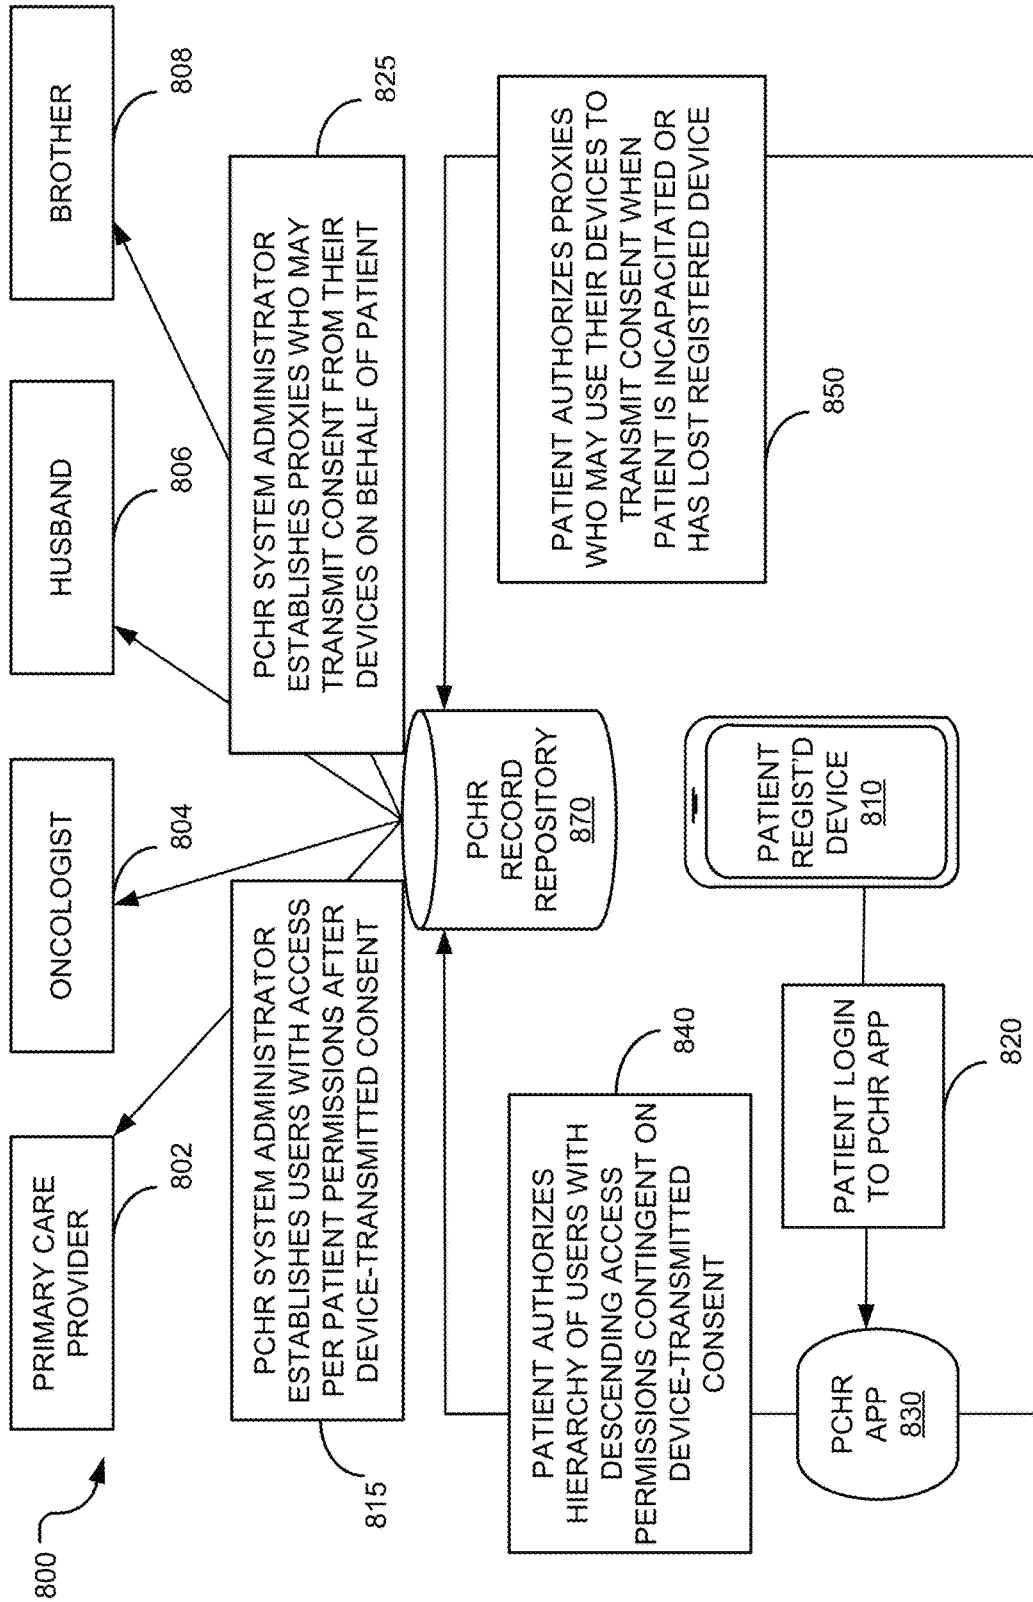 800
PRIMARY CARE
PROVIDER
802
ONCOLOGIST
804
HUSBAND
806
BROTHER
808
PCHR SYSTEM ADMINISTRATOR
ESTABLISHES USERS WITH ACCESS
PER PATIENT PERMISSIONS AFTER
DEVICE-TRANSMITTED CONSENT
815
PCHR SYSTEM ADMINISTRATOR
ESTABLISHES PROXIES WHO MAY
TRANSMIT CONSENT FROM THEIR
DEVICES ON BEHALF OF PATIENT
825
PATIENT AUTHORIZES
HIERARCHY OF USERS WITH
DESCENDING ACCESS
PERMISSIONS CONTINGENT ON
DEVICE-TRANSMITTED
CONSENT
840
PCHR
RECORD
REPOSITORY
870
PATIENT AUTHORIZES PROXIES
WHO MAY USE THEIR DEVICES TO
TRANSMIT CONSENT WHEN
PATIENT IS INCAPACITATED OR
HAS LOST REGISTERED DEVICE
850
PCHR
APP
830
PATIENT LOGIN
TO PCHR APP
820
PATIENT
REGIST'D
DEVICE
810